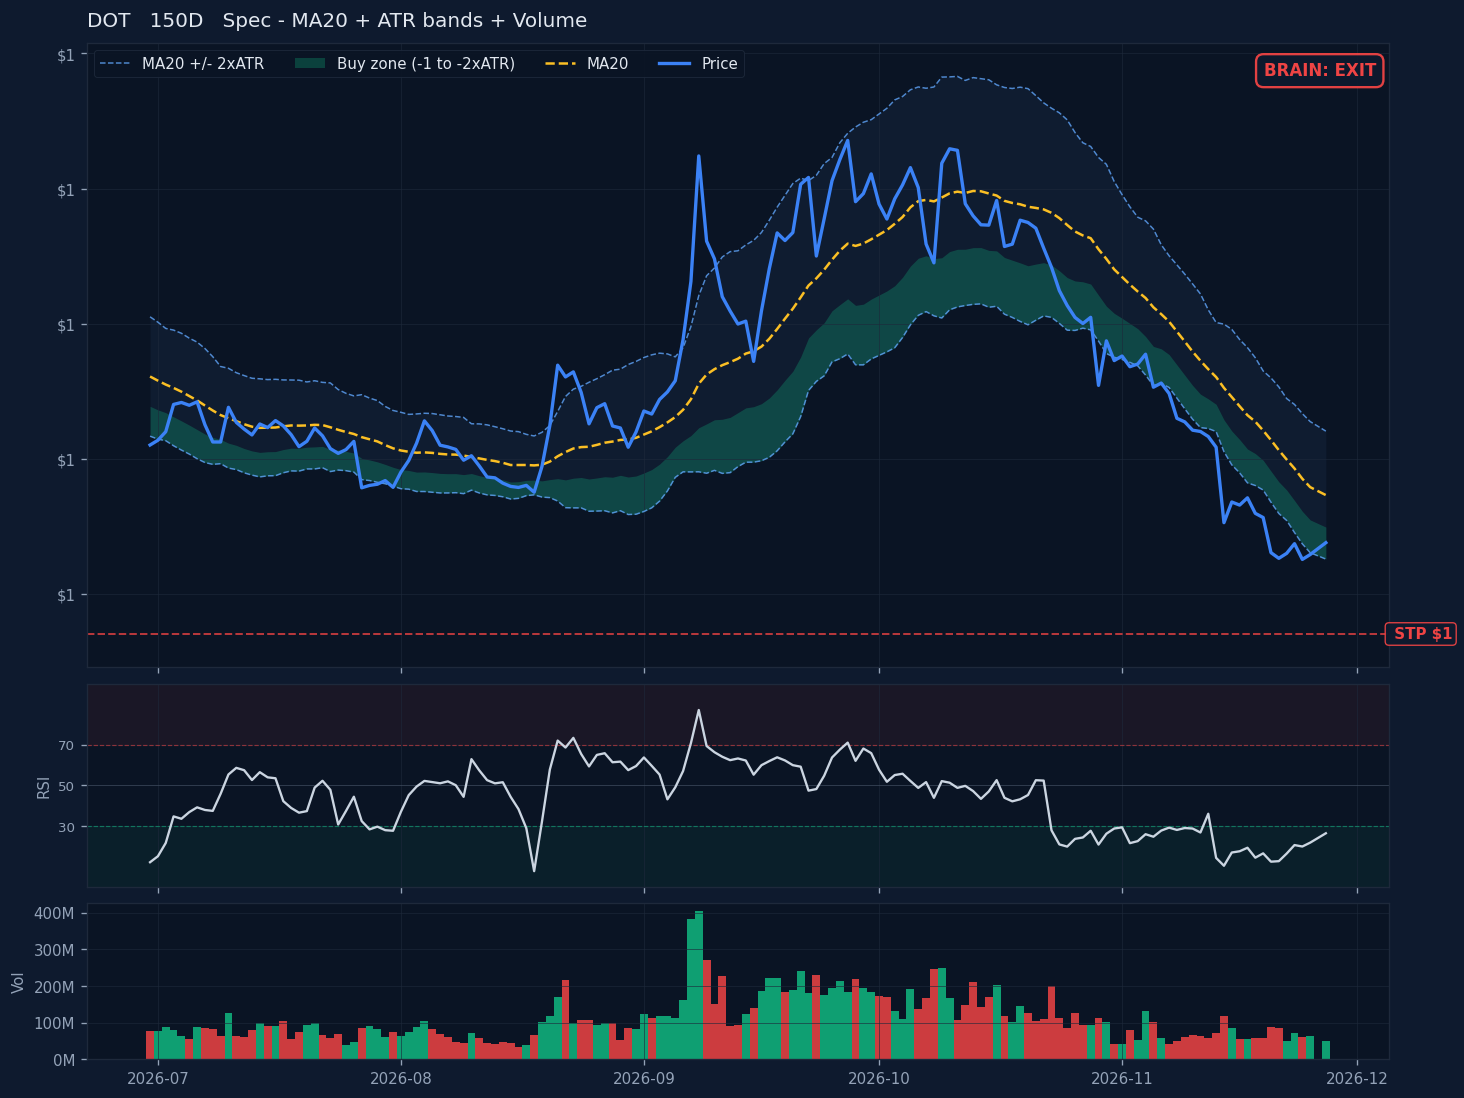 DOT 150D Spec - MA20 + ATR bands + Volume
MA20 +/- 2xATR
Buy zone (-1 to -2xATR)
MA20
Price
BRAIN: EXIT
$1
$1
$1
$1
$1
STP $1
RSI
70
50
30
Vol
400M
300M
200M
100M
0M
2026-07
2026-08
2026-09
2026-10
2026-11
2026-12